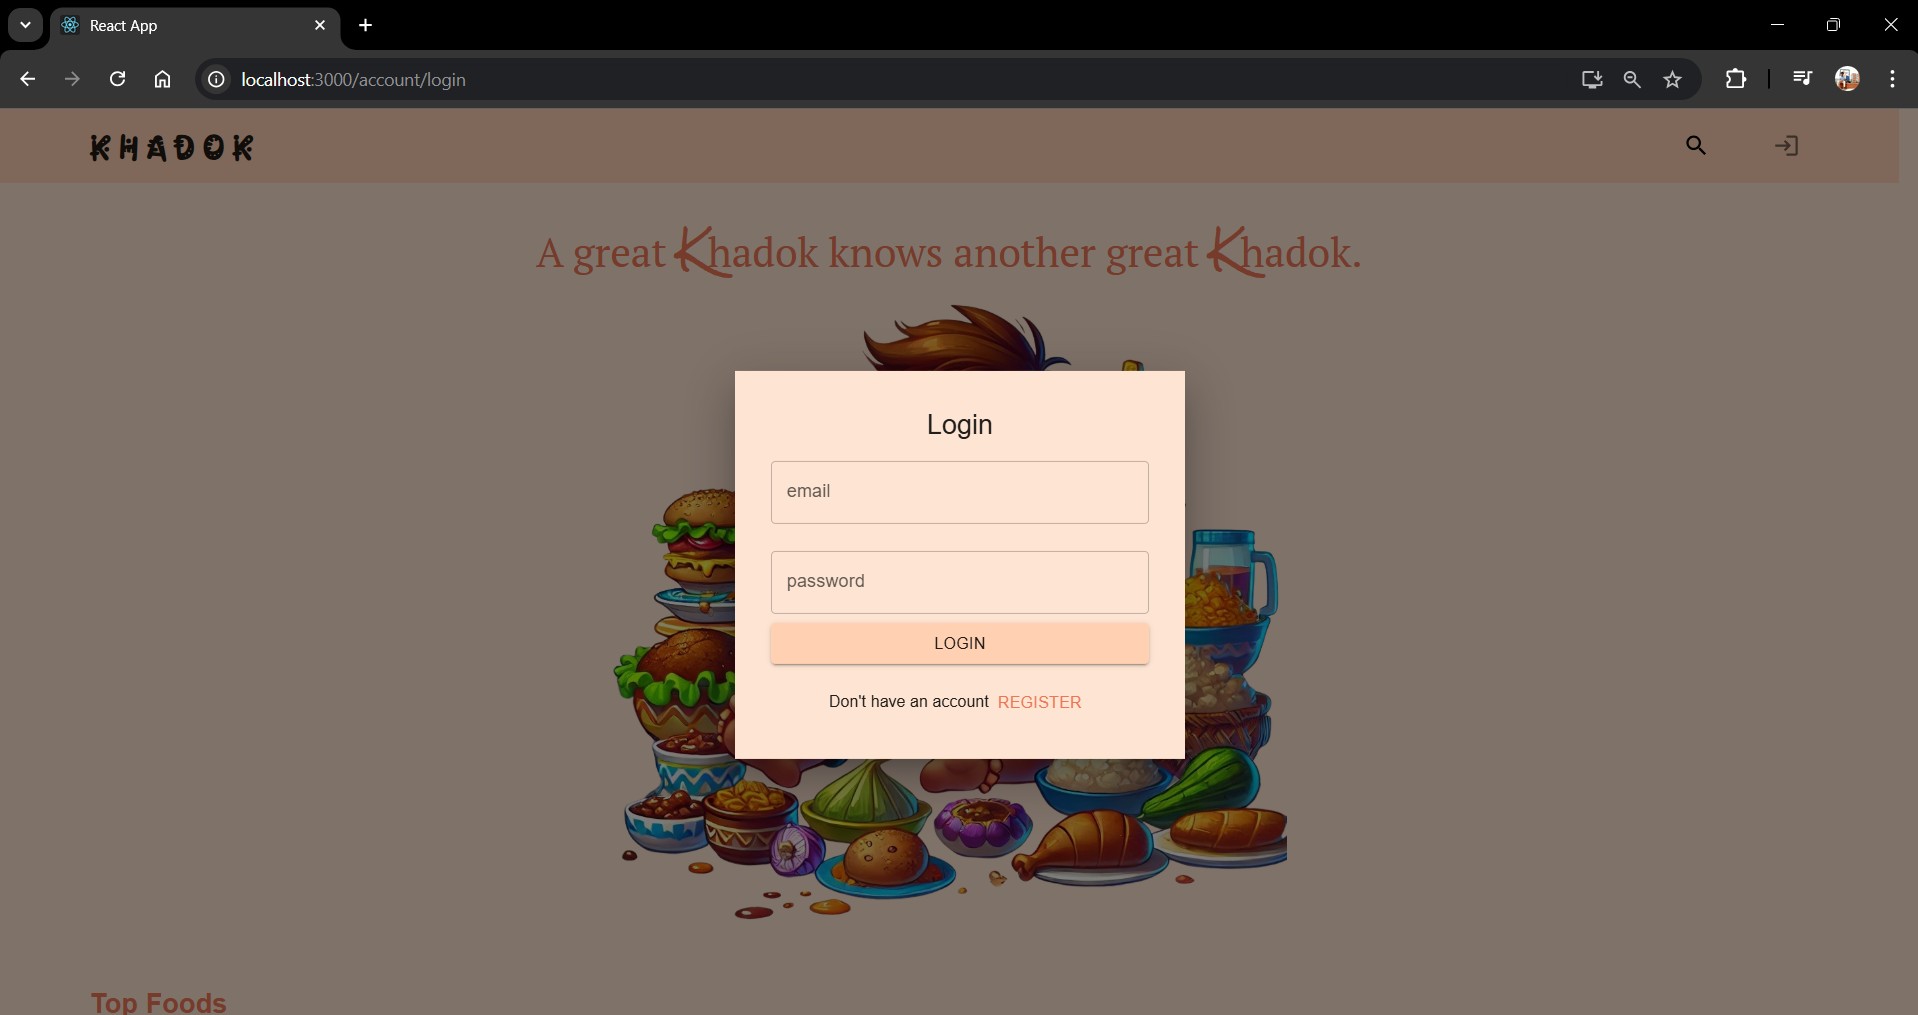 React App
localhost:3000/account/login
KHADOK
A great Khadok knows another great Khadok.
Login
email
password
LOGIN
Don't have an account REGISTER
Top Foods